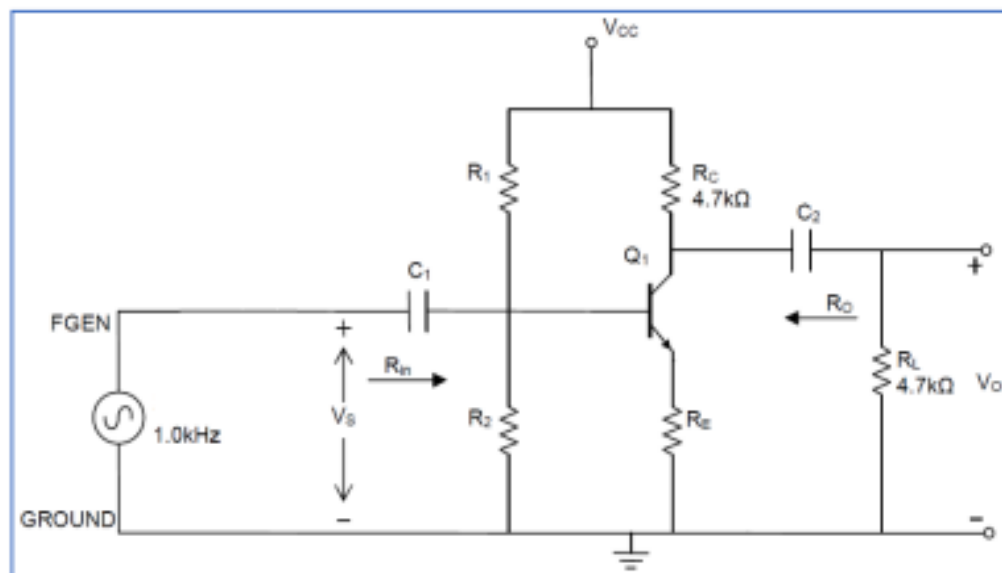 VCC
R1
RC
4.7kΩ
C2
Q1
+
C1
FGEN
+
RO
Rin
RL
4.7kΩ
VO
VS
R2
RE
1.0kHz
GROUND
−
−